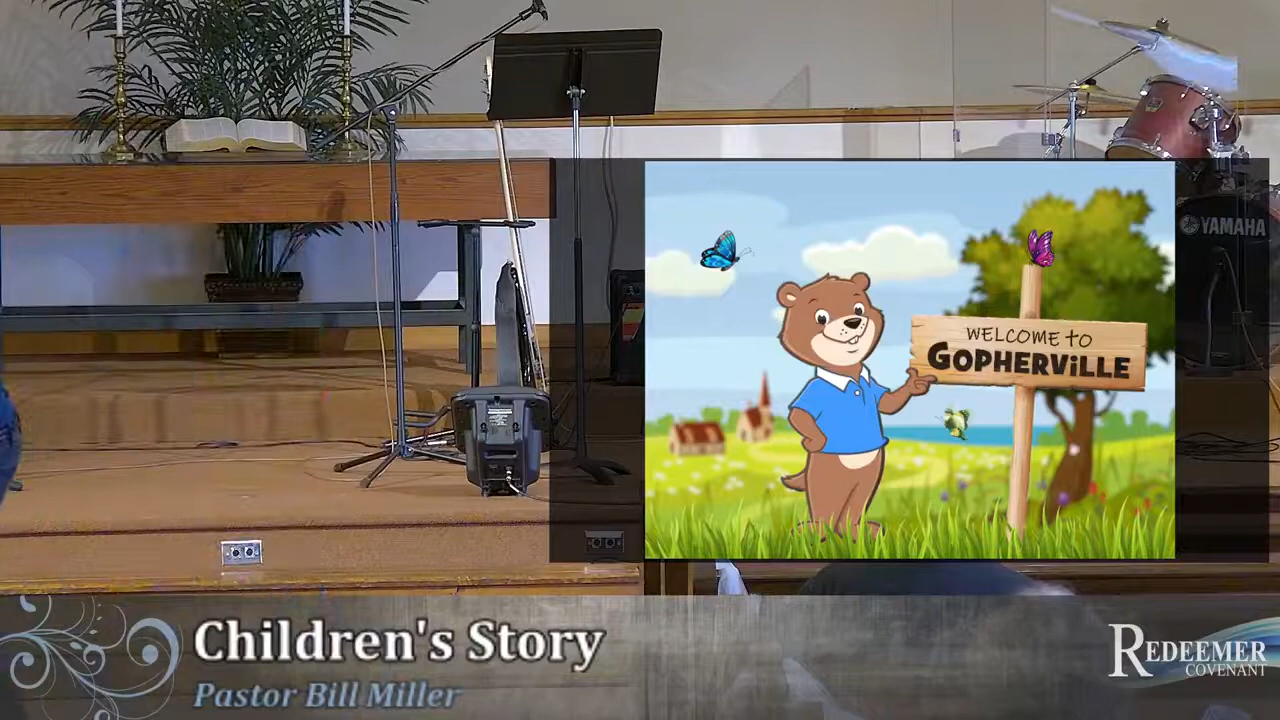 YAMAHA
WELCOME TO
GOPHERVILLE
Children's Story
Pastor Bill Miller
REDEEMER
COVENANT